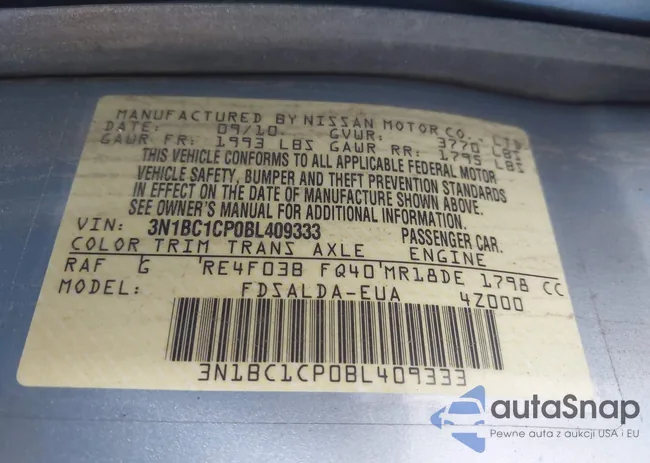 MANUFACTURED BY NISSAN MOTOR CO., LTD
DATE: 09/10 GVWR: 3770 LBS
GAWR FR: 1993 LBS GAWR RR: 1795 LBS
THIS VEHICLE CONFORMS TO ALL APPLICABLE FEDERAL MOTOR
VEHICLE SAFETY, BUMPER AND THEFT PREVENTION STANDARDS
IN EFFECT ON THE DATE OF MANUFACTURE SHOWN ABOVE.
SEE OWNER'S MANUAL FOR ADDITIONAL INFORMATION.
VIN: 3N1BC1CP0BL409333 PASSENGER CAR.
COLOR TRIM TRANS AXLE ENGINE
RAF G RE4F03B FQ40 MR18DE 1798 CC
MODEL: FDSALDA-EUA 4Z000
3N1BC1CP0BL409333
autaSnap
Pewne auta z aukcji USA i EU